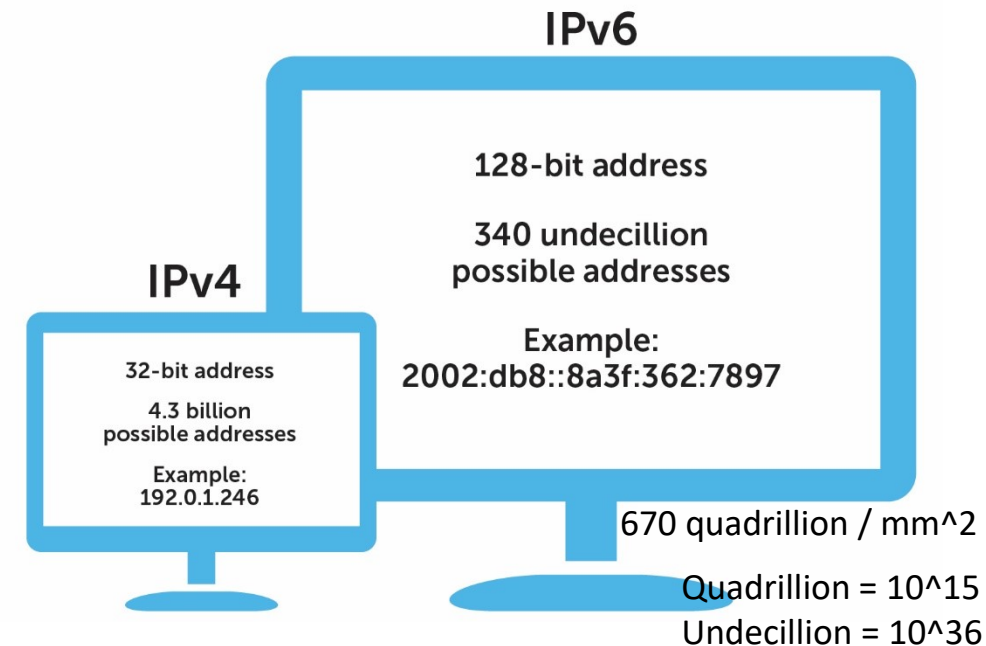 IPv6
128-bit address
340 undecillion
possible addresses
Example:
2002:db8::8a3f:362:7897
IPv4
32-bit address
4.3 billion
possible addresses
Example:
192.0.1.246
670 quadrillion / mm^2
Quadrillion = 10^15
Undecillion = 10^36